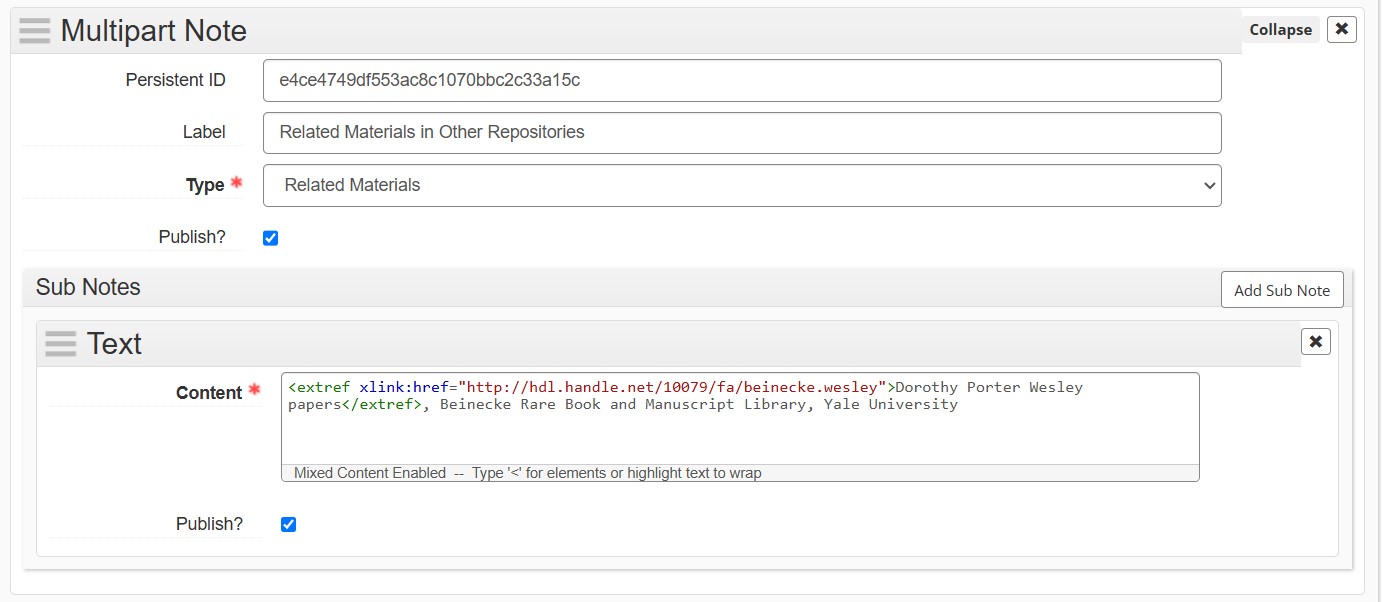 Multipart Note
Collapse
Persistent ID
e4ce4749df553ac8c1070bbc2c33a15c
Label
Related Materials in Other Repositories
Type *
Related Materials
Publish?
Sub Notes
Add Sub Note
Text
Content *
<extref xlink:href="http://hdl.handle.net/10079/fa/beinecke.wesley">Dorothy Porter Wesley
papers</extref>, Beinecke Rare Book and Manuscript Library, Yale University
Mixed Content Enabled -- Type '<' for elements or highlight text to wrap
Publish?